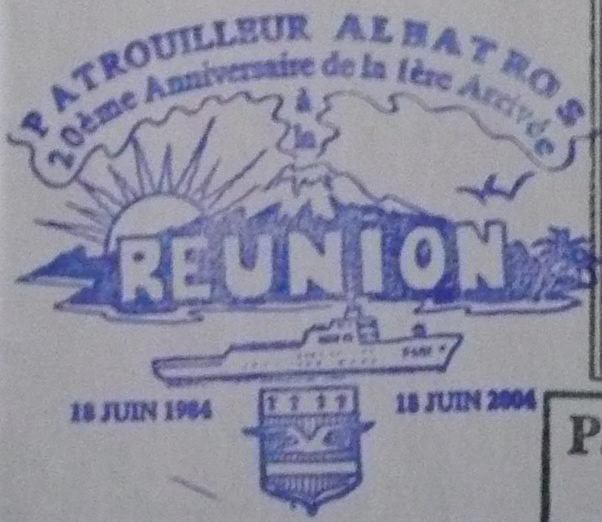 PATROUILLEUR ALBATROS
20ème Anniversaire de la 1ère Arrivée
à
la
REUNION
18 JUIN 1984
18 JUIN 2004